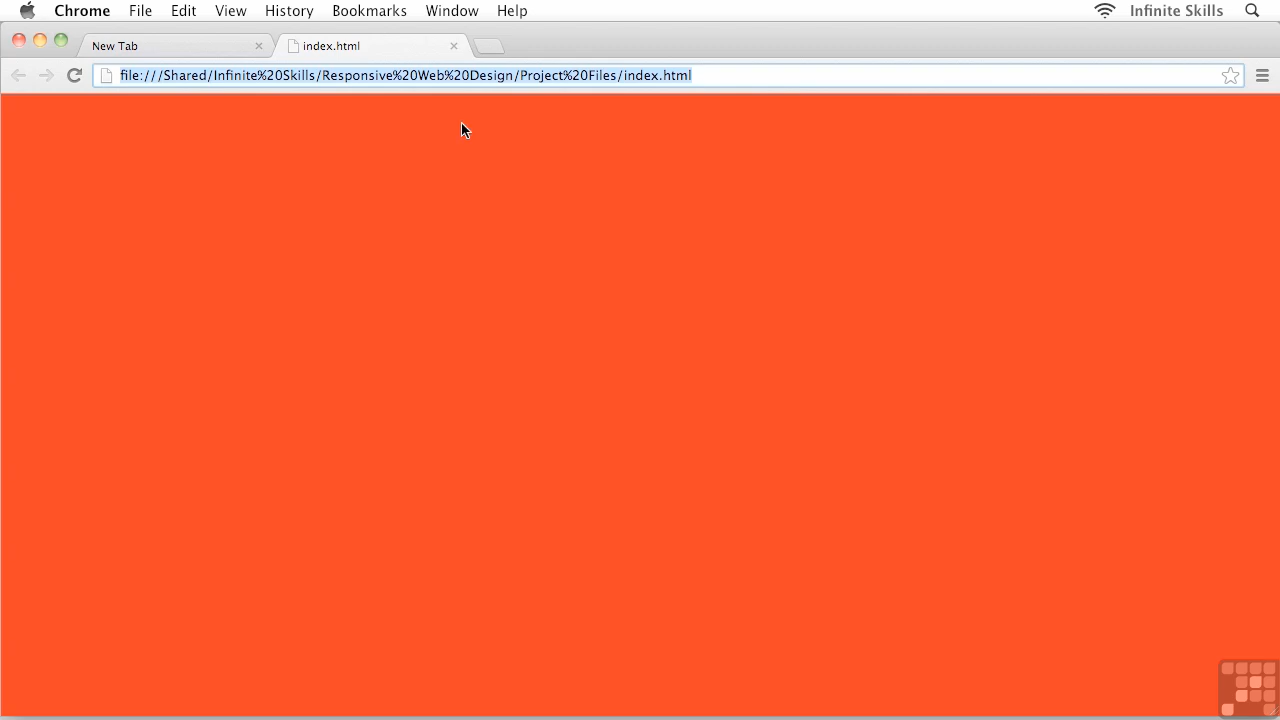 Chrome File Edit View History Bookmarks Window Help Infinite Skills
New Tab index.html
file:///Shared/Infinite%20Skills/Responsive%20Web%20Design/Project%20Files/index.html